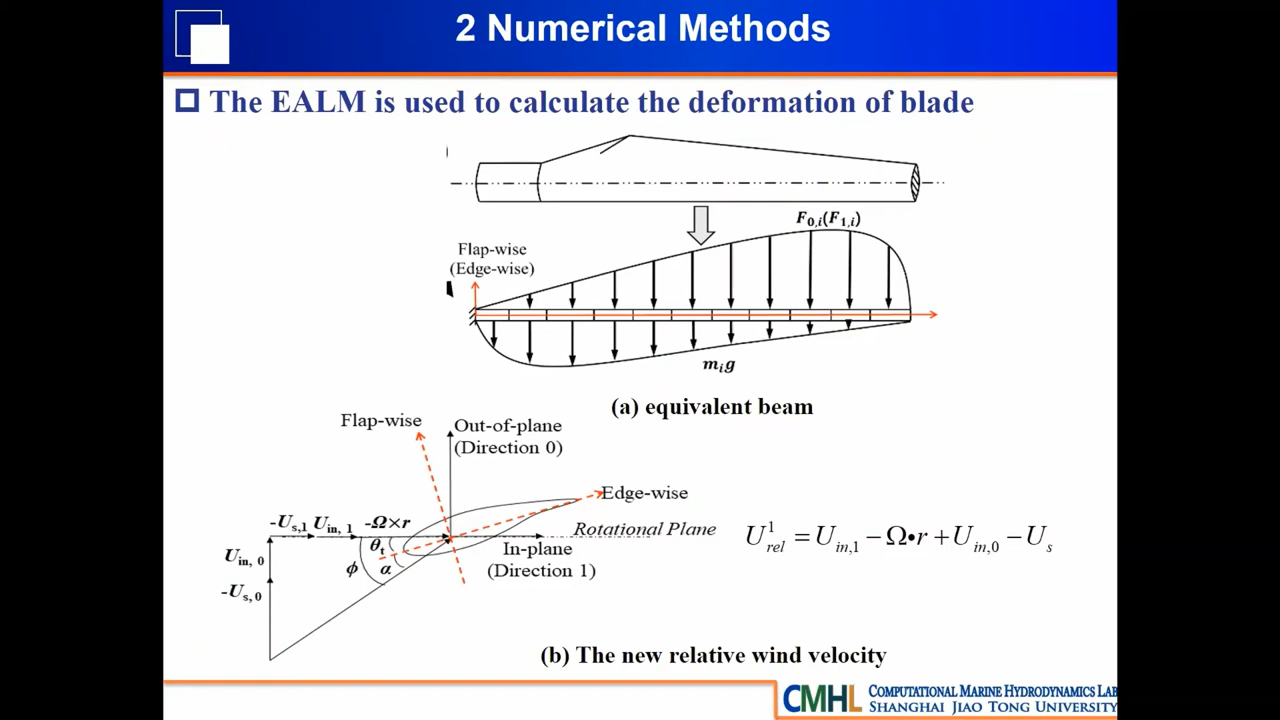 2 Numerical Methods
The EALM is used to calculate the deformation of blade
F0,i(F1,i)
Flap-wise
(Edge-wise)
mig
(a) equivalent beam
Flap-wise
Out-of-plane
(Direction 0)
Edge-wise
-Us,1 Uin, 1 -Ω×r
Rotational Plane
θt
In-plane
(Direction 1)
Uin, 0
ϕ
α
-Us, 0
U¹rel = Uin,1 − Ω•r + Uin,0 − Us
(b) The new relative wind velocity
CMHL
COMPUTATIONAL MARINE HYDRODYNAMICS LAB
SHANGHAI JIAO TONG UNIVERSITY